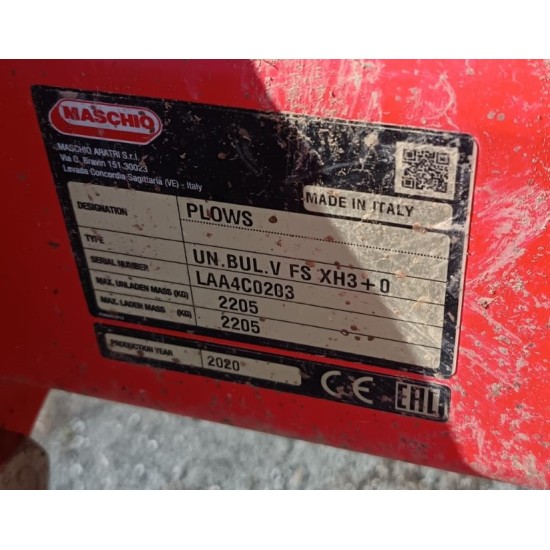 MASCHIO
MASCHIO ARATRI S.r.l.
Via G. Bravin 151 30023
Levada Concordia Sagittaria (VE) - Italy
MADE IN ITALY
DESIGNATION PLOWS
TYPE UN.BUL.V FS XH3+0
SERIAL NUMBER LAA4C0203
MAX. UNLADEN MASS (KG) 2205
MAX. LADEN MASS (KG) 2205
PRODUCTION YEAR 2020
CE EAC